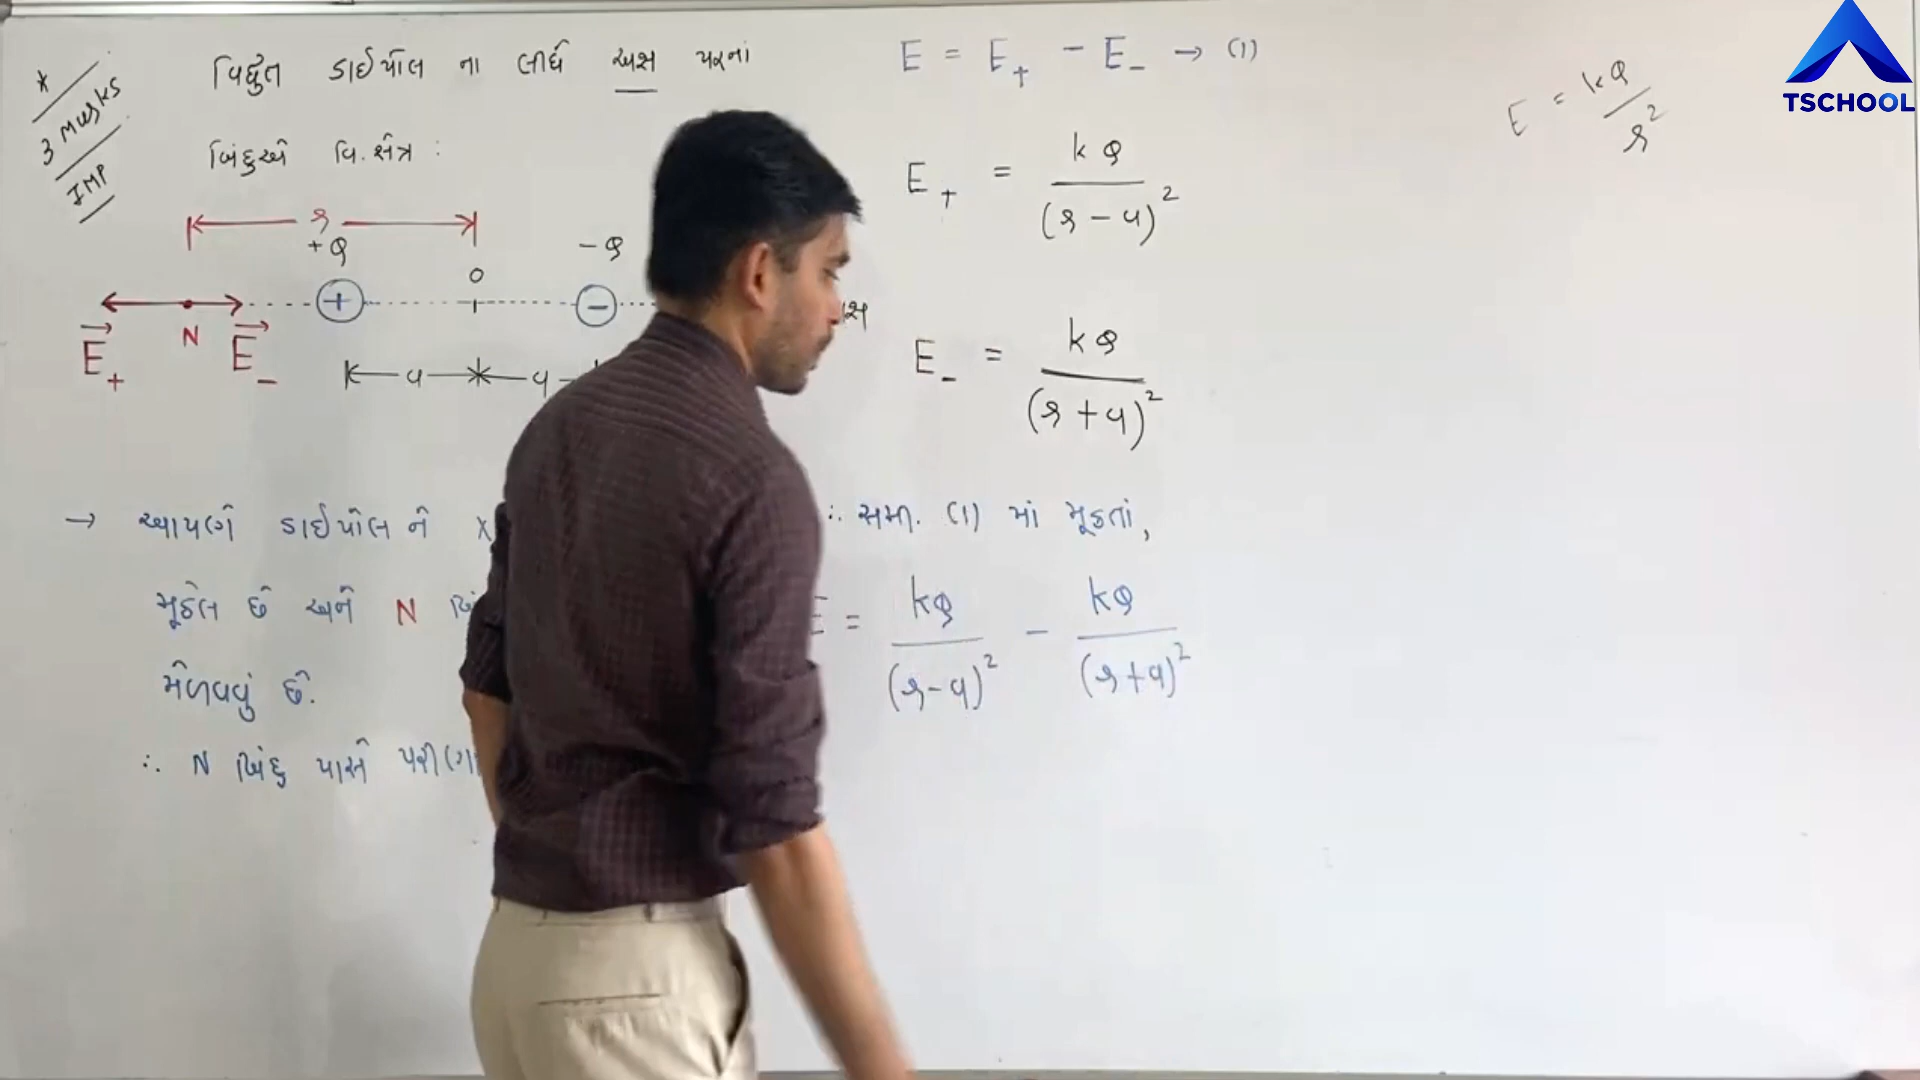 *
3 Marks
IMP
વિદ્યુત ડાઈપોલ ના લીધે અક્ષ પરનાં
બિંદુએ વિ.ક્ષેત્ર :
r
+Q
-Q
O
+
-
N
E⃗₊
E⃗₋
a
a
અક્ષ
→ આપણે ડાઈપોલ ને X
મૂકેલ છે અને N
મેળવવું છે.
∴ N બિંદુ પાસે
E = E₊ - E₋ → (1)
E₊ = kQ / (r - a)²
E₋ = kQ / (r + a)²
∴ સમી. (1) માં મૂકતાં,
E = kQ / (r-a)² - kQ / (r+a)²
E = kQ / r²
TSCHOOL